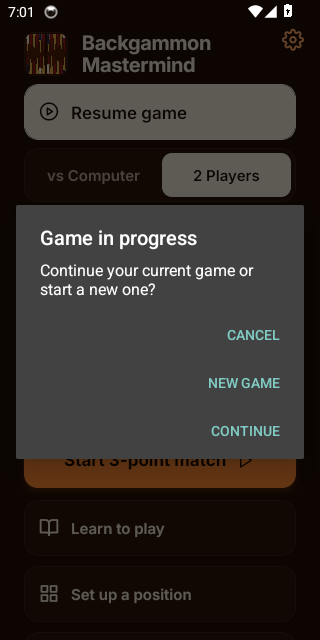 7:01
Backgammon
Mastermind
Resume game
vs Computer
2 Players
Game in progress
Continue your current game or
start a new one?
CANCEL
NEW GAME
CONTINUE
Start 3-point match
Learn to play
Set up a position